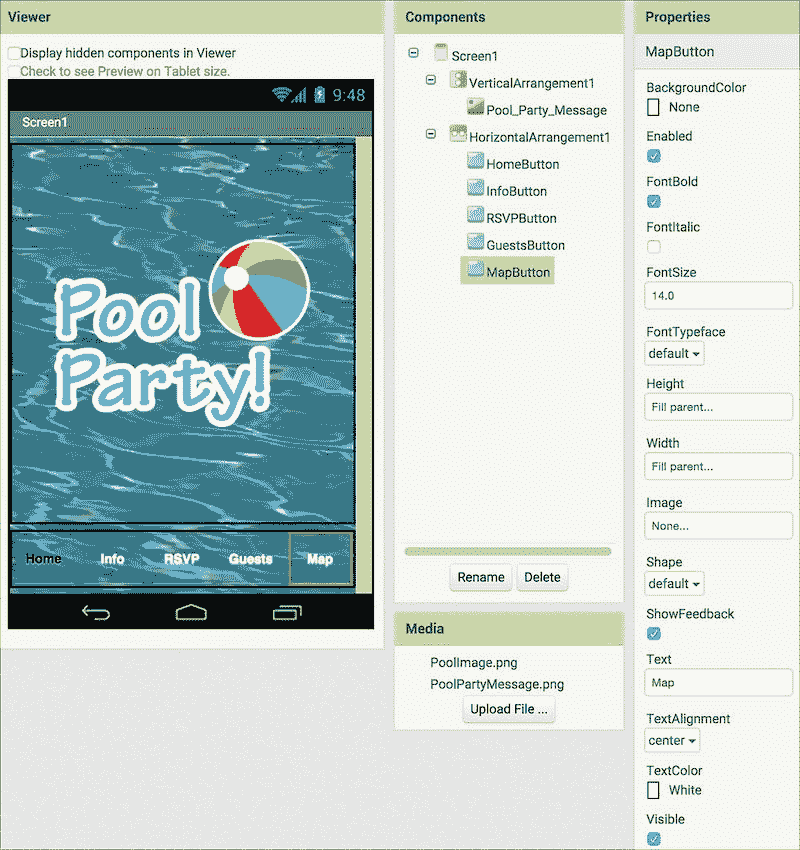 Viewer
Display hidden components in Viewer
Check to see Preview on Tablet size.
9:48
Screen1
Pool
Party!
Home Info RSVP Guests Map
Components
Screen1
VerticalArrangement1
Pool_Party_Message
HorizontalArrangement1
HomeButton
InfoButton
RSVPButton
GuestsButton
MapButton
Rename Delete
Media
PoolImage.png
PoolPartyMessage.png
Upload File ...
Properties
MapButton
BackgroundColor
None
Enabled
FontBold
FontItalic
FontSize
14.0
FontTypeface
default
Height
Fill parent...
Width
Fill parent...
Image
None...
Shape
default
ShowFeedback
Text
Map
TextAlignment
center
TextColor
White
Visible